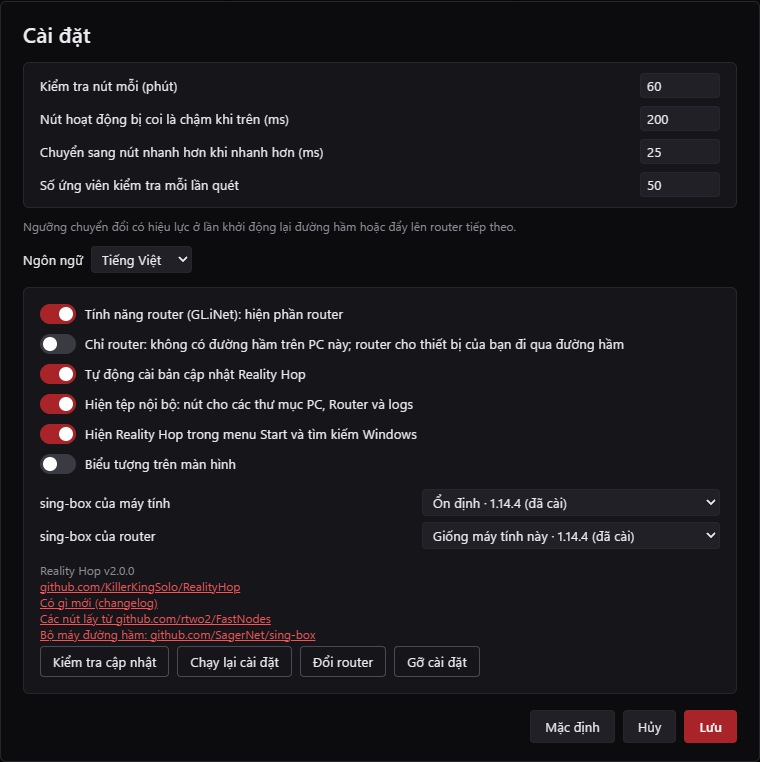 Cài đặt
Kiểm tra nút mỗi (phút) 60
Nút hoạt động bị coi là chậm khi trên (ms) 200
Chuyển sang nút nhanh hơn khi nhanh hơn (ms) 25
Số ứng viên kiểm tra mỗi lần quét 50
Ngưỡng chuyển đổi có hiệu lực ở lần khởi động lại đường hầm hoặc đẩy lên router tiếp theo.
Ngôn ngữ Tiếng Việt
Tính năng router (GL.iNet): hiện phần router
Chỉ router: không có đường hầm trên PC này; router cho thiết bị của bạn đi qua đường hầm
Tự động cài bản cập nhật Reality Hop
Hiện tệp nội bộ: nút cho các thư mục PC, Router và logs
Hiện Reality Hop trong menu Start và tìm kiếm Windows
Biểu tượng trên màn hình
sing-box của máy tính Ổn định · 1.14.4 (đã cài)
sing-box của router Giống máy tính này · 1.14.4 (đã cài)
Reality Hop v2.0.0
github.com/KillerKingSolo/RealityHop
Có gì mới (changelog)
Các nút lấy từ github.com/rtwo2/FastNodes
Bộ máy đường hầm: github.com/SagerNet/sing-box
Kiểm tra cập nhật Chạy lại cài đặt Đổi router Gỡ cài đặt
Mặc định Hủy Lưu